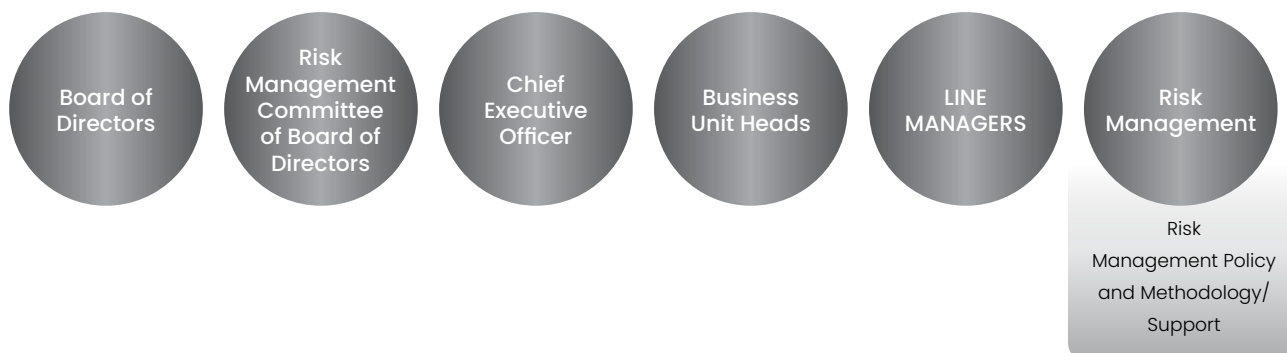 Board of
Directors
Risk
Management
Committee
of Board of
Directors
Chief
Executive
Officer
Business
Unit Heads
LINE
MANAGERS
Risk
Management
Risk
Management Policy
and Methodology/
Support